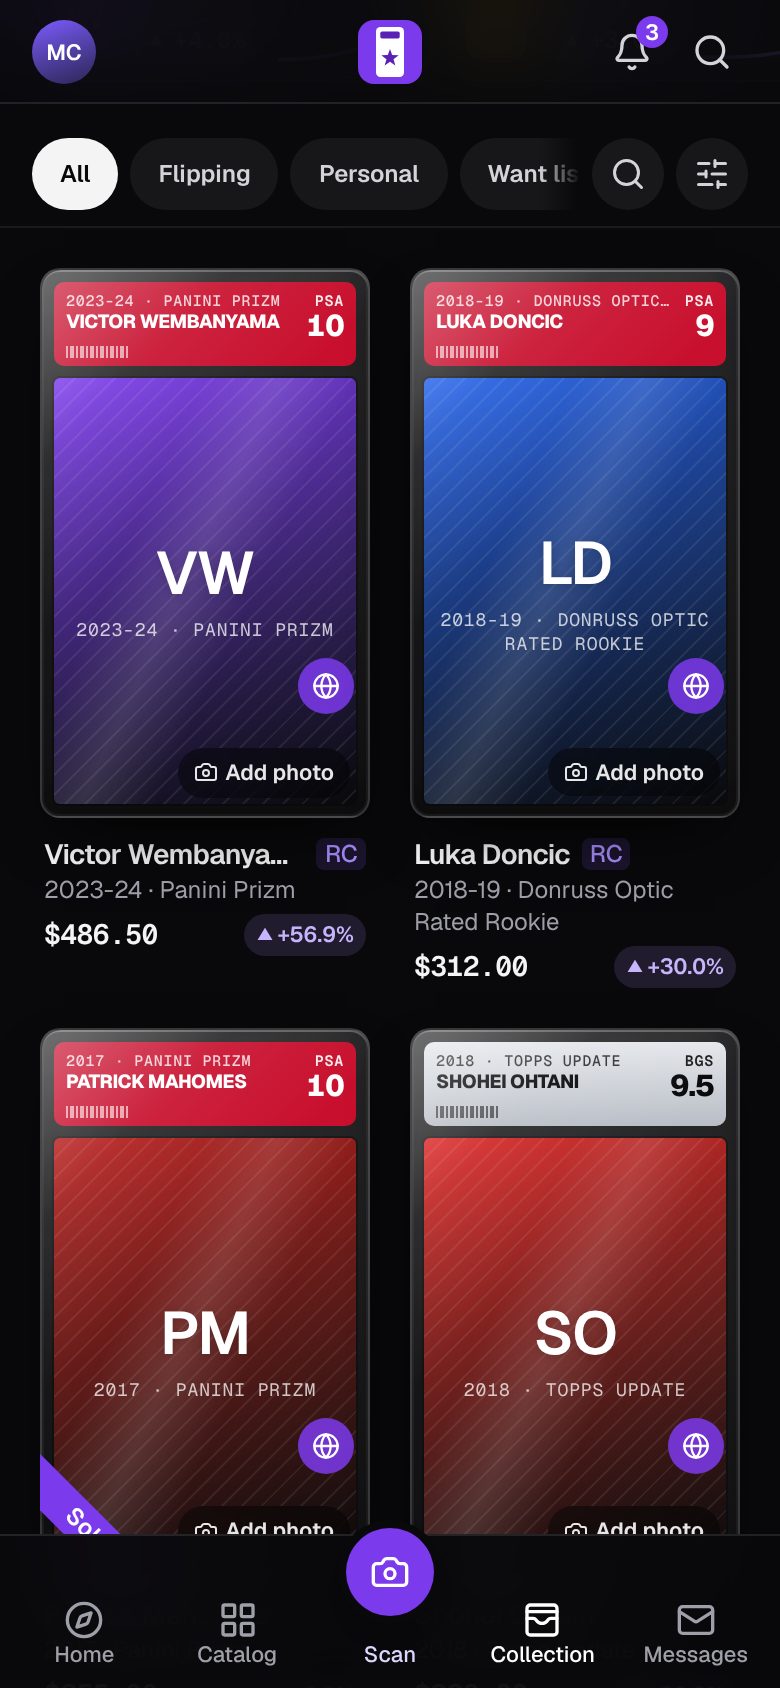 MC
3
All
Flipping
Personal
Want lis
2023-24 · PANINI PRIZM PSA
VICTOR WEMBANYAMA 10
2018-19 · DONRUSS OPTIC… PSA
LUKA DONCIC 9
VW
2023-24 · PANINI PRIZM
Add photo
LD
2018-19 · DONRUSS OPTIC
RATED ROOKIE
Add photo
Victor Wembanya... RC
2023-24 · Panini Prizm
$486.50 ▲ +56.9%
Luka Doncic RC
2018-19 · Donruss Optic
Rated Rookie
$312.00 ▲ +30.0%
2017 · PANINI PRIZM PSA
PATRICK MAHOMES 10
2018 · TOPPS UPDATE BGS
SHOHEI OHTANI 9.5
PM
2017 · PANINI PRIZM
Add photo
SO
2018 · TOPPS UPDATE
Add photo
Home
Catalog
Scan
Collection
Messages